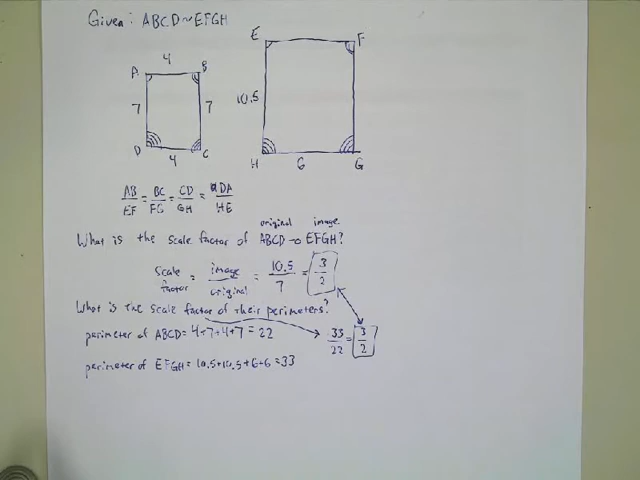 Given: ABCD~EFGH
E F
4
A B
7 7
10.5
D C
4
H 6 G
AB/EF = BC/FG = CD/GH = DA/HE
original image
What is the scale factor of ABCD → EFGH?
scale factor = image/original = 10.5/7 = 3/2
What is the scale factor of their perimeters?
perimeter of ABCD = 4+7+4+7 = 22
33/22 = 3/2
perimeter of EFGH = 10.5+10.5+6+6 = 33